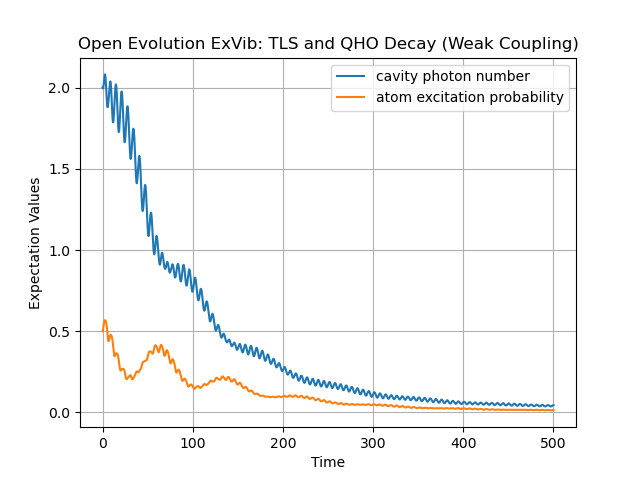 Open Evolution ExVib: TLS and QHO Decay (Weak Coupling)
cavity photon number
atom excitation probability
2.0
1.5
1.0
0.5
0.0
Expectation Values
0 100 200 300 400 500
Time